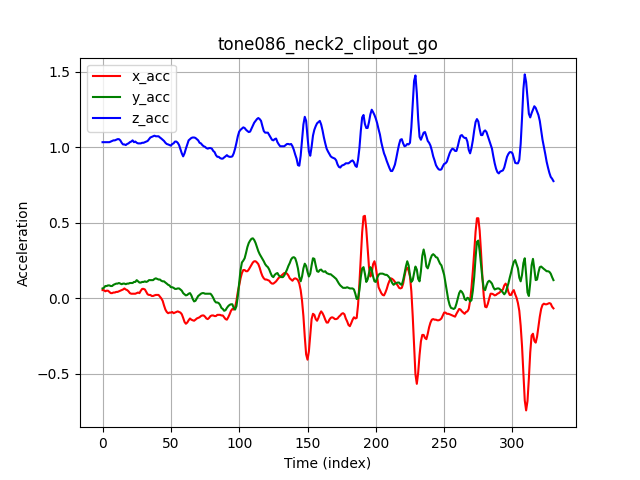 tone086_neck2_clipout_go
x_acc
y_acc
z_acc
1.5
1.0
0.5
0.0
−0.5
Acceleration
0 50 100 150 200 250 300
Time (index)